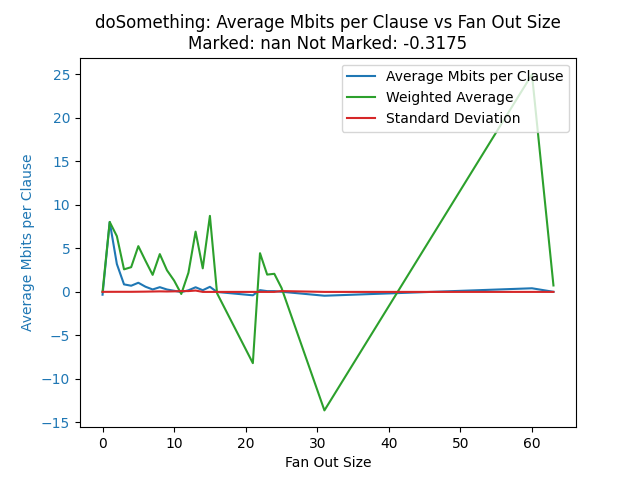 doSomething: Average Mbits per Clause vs Fan Out Size
Marked: nan Not Marked: -0.3175
Average Mbits per Clause
Weighted Average
Standard Deviation
Average Mbits per Clause
25
20
15
10
5
0
−5
−10
−15
0 10 20 30 40 50 60
Fan Out Size